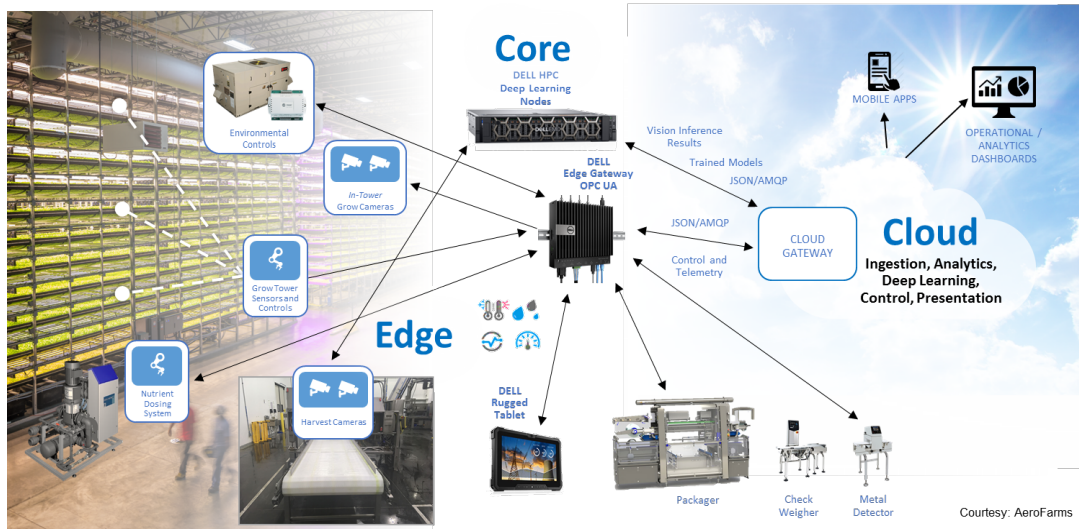 Core
DELL HPC
Deep Learning
Nodes
Environmental
Controls
In-Tower
Grow Cameras
Grow Tower
Sensors and
Controls
Nutrient
Dosing
System
Edge
Harvest Cameras
DELL
Edge Gateway
OPC UA
DELL
Rugged
Tablet
Vision Inference
Results
Trained Models
JSON/AMQP
JSON/AMQP
Control and
Telemetry
CLOUD
GATEWAY
MOBILE APPS
OPERATIONAL /
ANALYTICS
DASHBOARDS
Cloud
Ingestion, Analytics,
Deep Learning,
Control, Presentation
Packager
Check
Weigher
Metal
Detector
Courtesy: AeroFarms